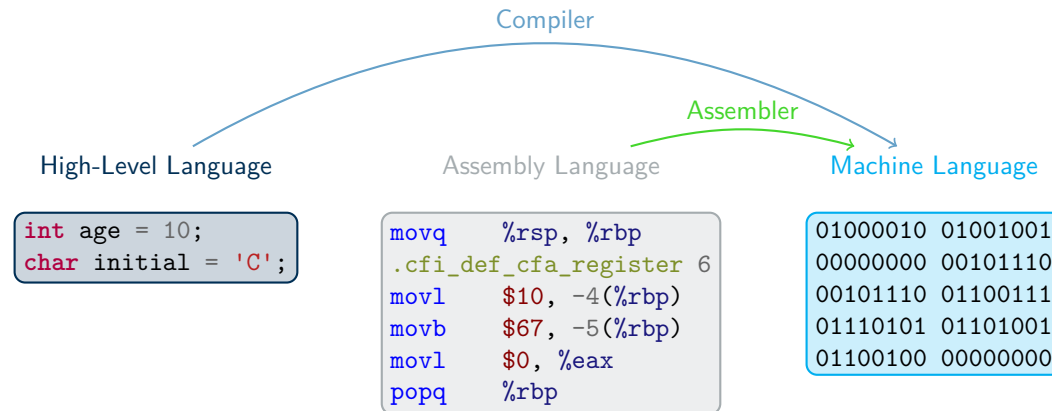 Compiler
Assembler
High-Level Language
Assembly Language
Machine Language
int age = 10;
char initial = 'C';
movq %rsp, %rbp
.cfi_def_cfa_register 6
movl $10, -4(%rbp)
movb $67, -5(%rbp)
movl $0, %eax
popq %rbp
01000010 01001001
00000000 00101110
00101110 01100111
01110101 01101001
01100100 00000000